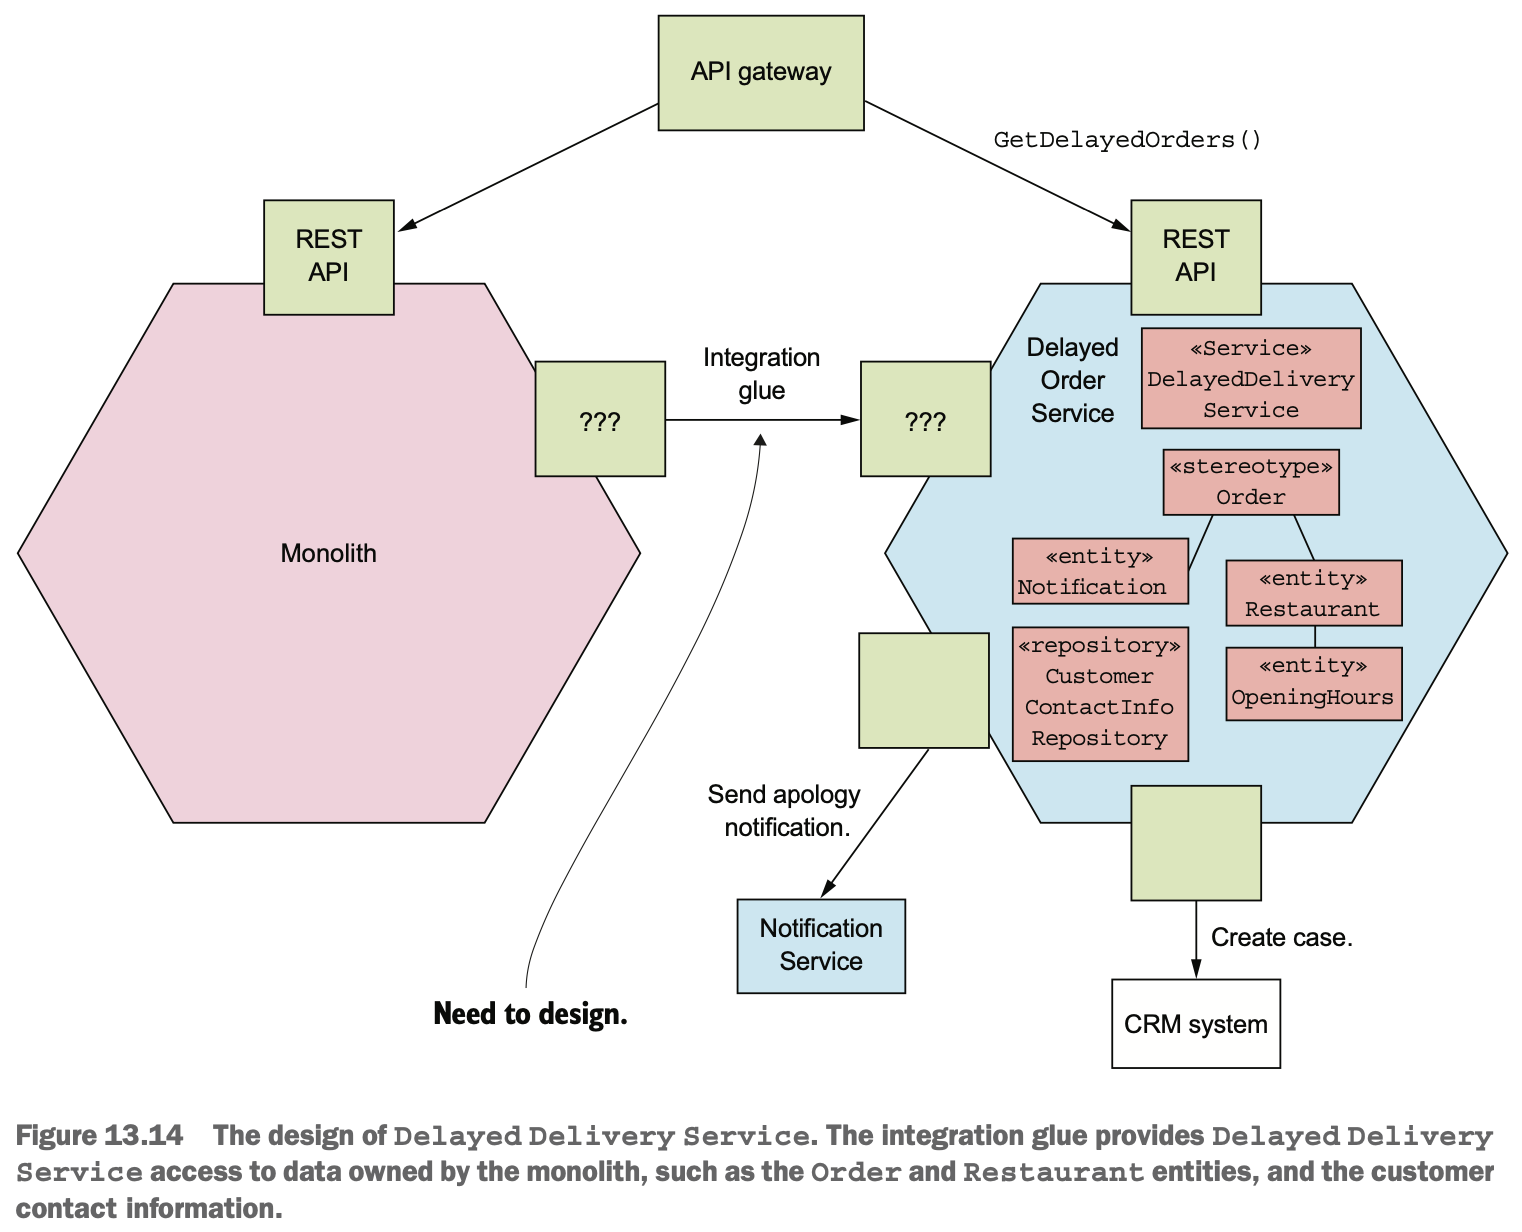 API gateway
GetDelayedOrders()
REST
API
REST
API
Integration
glue
???
???
Monolith
Delayed
Order
Service
«Service»
DelayedDelivery
Service
«stereotype»
Order
«entity»
Notification
«entity»
Restaurant
«repository»
Customer
ContactInfo
Repository
«entity»
OpeningHours
Send apology
notification.
Notification
Service
Create case.
CRM system
Need to design.
Figure 13.14 The design of Delayed Delivery Service. The integration glue provides Delayed Delivery
Service access to data owned by the monolith, such as the Order and Restaurant entities, and the customer
contact information.